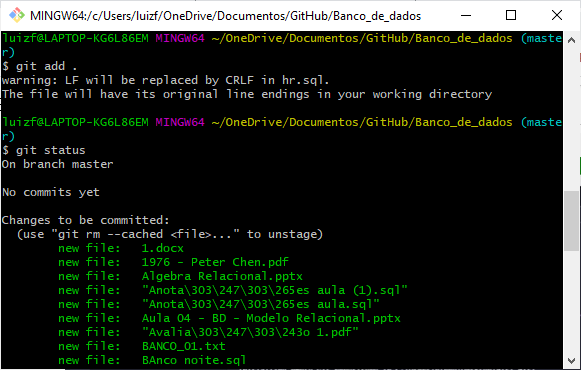 MINGW64:/c/Users/luizf/OneDrive/Documentos/GitHub/Banco_de_dados
luizf@LAPTOP-KG6L86EM MINGW64 ~/OneDrive/Documentos/GitHub/Banco_de_dados (maste
r)
$ git add .
warning: LF will be replaced by CRLF in hr.sql.
The file will have its original line endings in your working directory
luizf@LAPTOP-KG6L86EM MINGW64 ~/OneDrive/Documentos/GitHub/Banco_de_dados (maste
r)
$ git status
On branch master
No commits yet
Changes to be committed:
(use "git rm --cached <file>..." to unstage)
new file: 1.docx
new file: 1976 - Peter Chen.pdf
new file: Algebra Relacional.pptx
new file: "Anota\303\247\303\265es aula (1).sql"
new file: "Anota\303\247\303\265es aula.sql"
new file: Aula 04 - BD - Modelo Relacional.pptx
new file: "Avalia\303\247\303\243o 1.pdf"
new file: BANCO_01.txt
new file: BAnco noite.sql